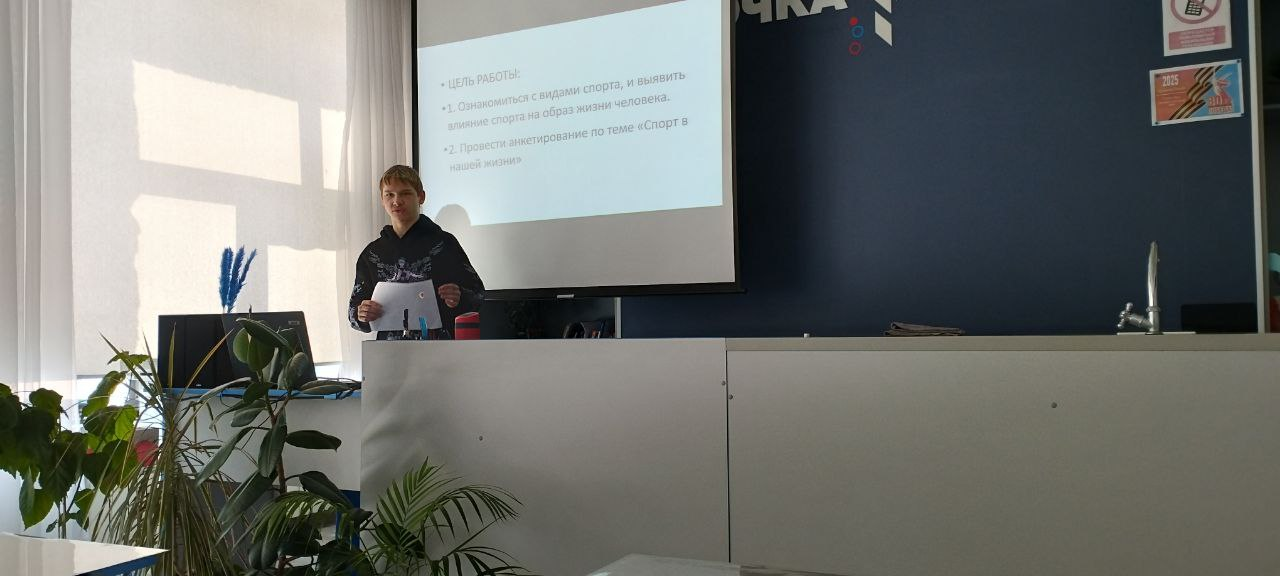 ОЧКА
• ЦЕЛЬ РАБОТЫ:
• 1. Ознакомиться с видами спорта, и выявить
влияние спорта на образ жизни человека.
• 2. Провести анкетирование по теме «Спорт в
нашей жизни»
2025